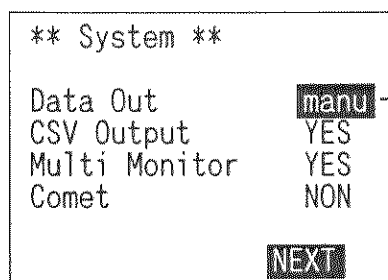 ** System **
Data Out manu
CSV Output YES
Multi Monitor YES
Comet NON
NEXT